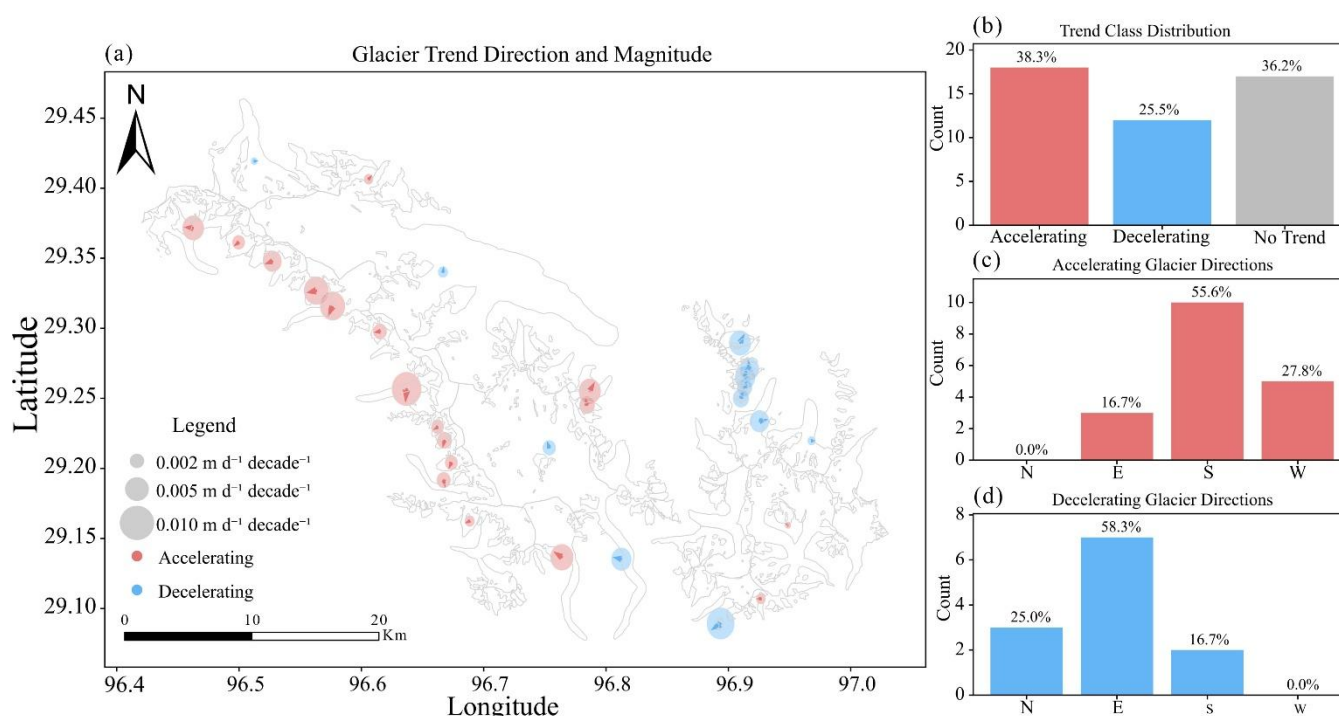 (a)
Glacier Trend Direction and Magnitude
N
29.45
29.40
29.35
29.30
29.25
29.20
29.15
29.10
Latitude
Legend
0.002 m d⁻¹ decade⁻¹
0.005 m d⁻¹ decade⁻¹
0.010 m d⁻¹ decade⁻¹
Accelerating
Decelerating
0 10 20
Km
96.4 96.5 96.6 96.7 96.8 96.9 97.0
Longitude
(b)
Trend Class Distribution
20
15
10
5
0
Count
38.3%
25.5%
36.2%
Accelerating Decelerating No Trend
(c)
Accelerating Glacier Directions
10
8
6
4
2
0
Count
0.0%
16.7%
55.6%
27.8%
N E S W
(d)
Decelerating Glacier Directions
8
6
4
2
0
Count
25.0%
58.3%
16.7%
0.0%
N E S W